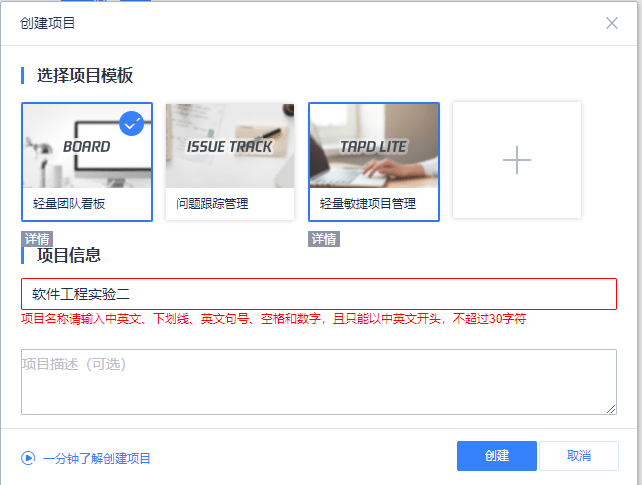 创建项目
选择项目模板
BOARD
ISSUE TRACK
TAPD LITE
轻量团队看板
问题跟踪管理
轻量敏捷项目管理
详情
详情
项目信息
软件工程实验二
项目名称请输入中英文、下划线、英文句号、空格和数字，且只能以中英文开头，不超过30字符
项目描述（可选）
一分钟了解创建项目
创建
取消